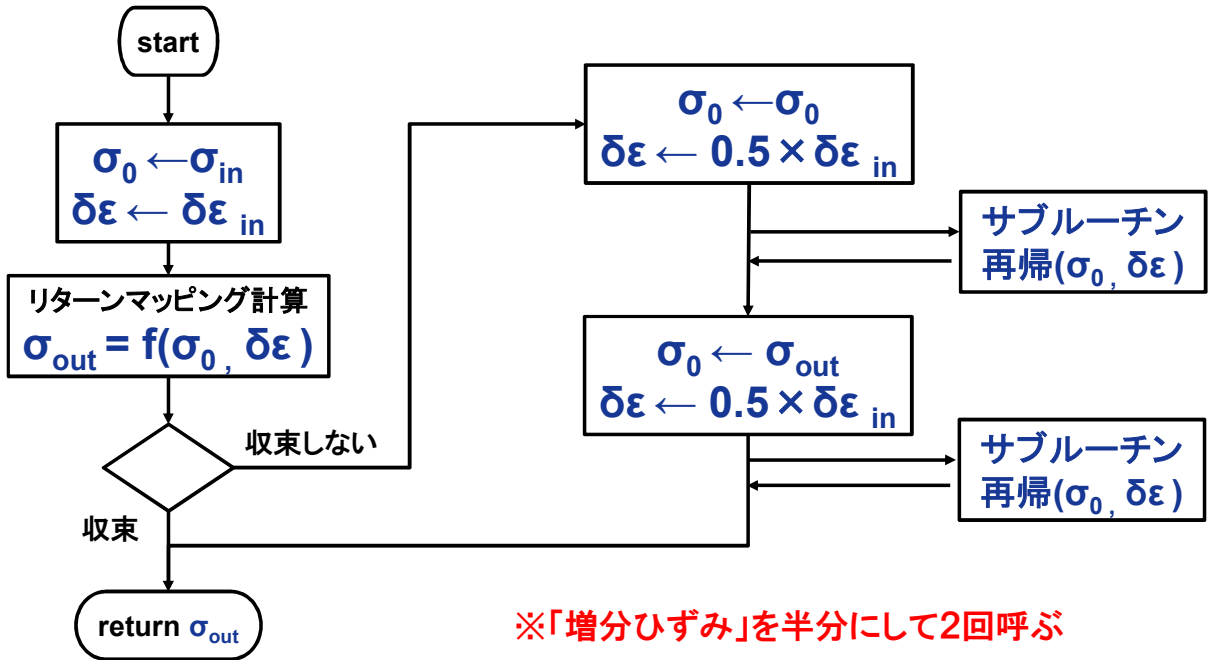 start
σ0 ←σin
δε ← δε in
リターンマッピング計算
σout = f(σ0 , δε )
収束しない
収束
return σout
σ0 ←σ0
δε ← 0.5 × δε in
サブルーチン
再帰(σ0 , δε )
σ0 ← σout
δε ← 0.5 × δε in
サブルーチン
再帰(σ0 , δε )
※「増分ひずみ」を半分にして2回呼ぶ